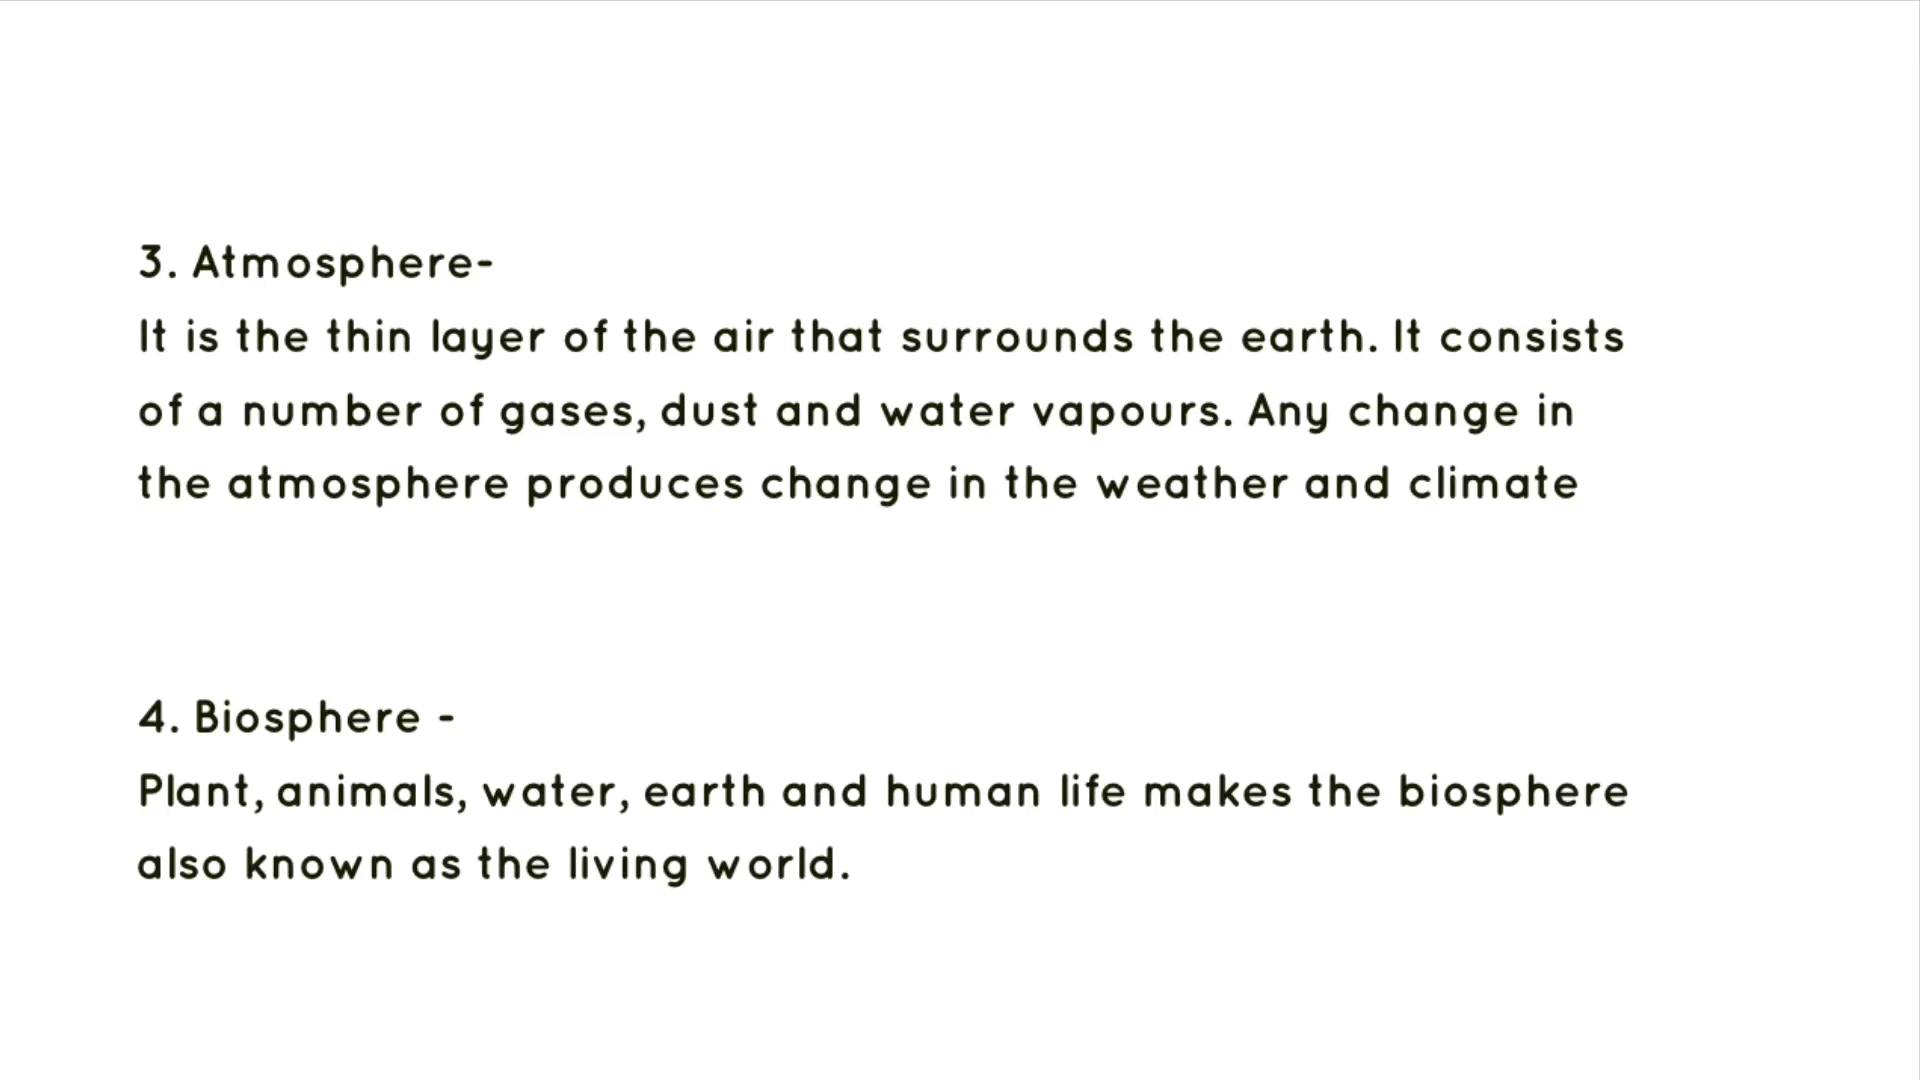 3. Atmosphere-
It is the thin layer of the air that surrounds the earth. It consists
of a number of gases, dust and water vapours. Any change in
the atmosphere produces change in the weather and climate
4. Biosphere -
Plant, animals, water, earth and human life makes the biosphere
also known as the living world.